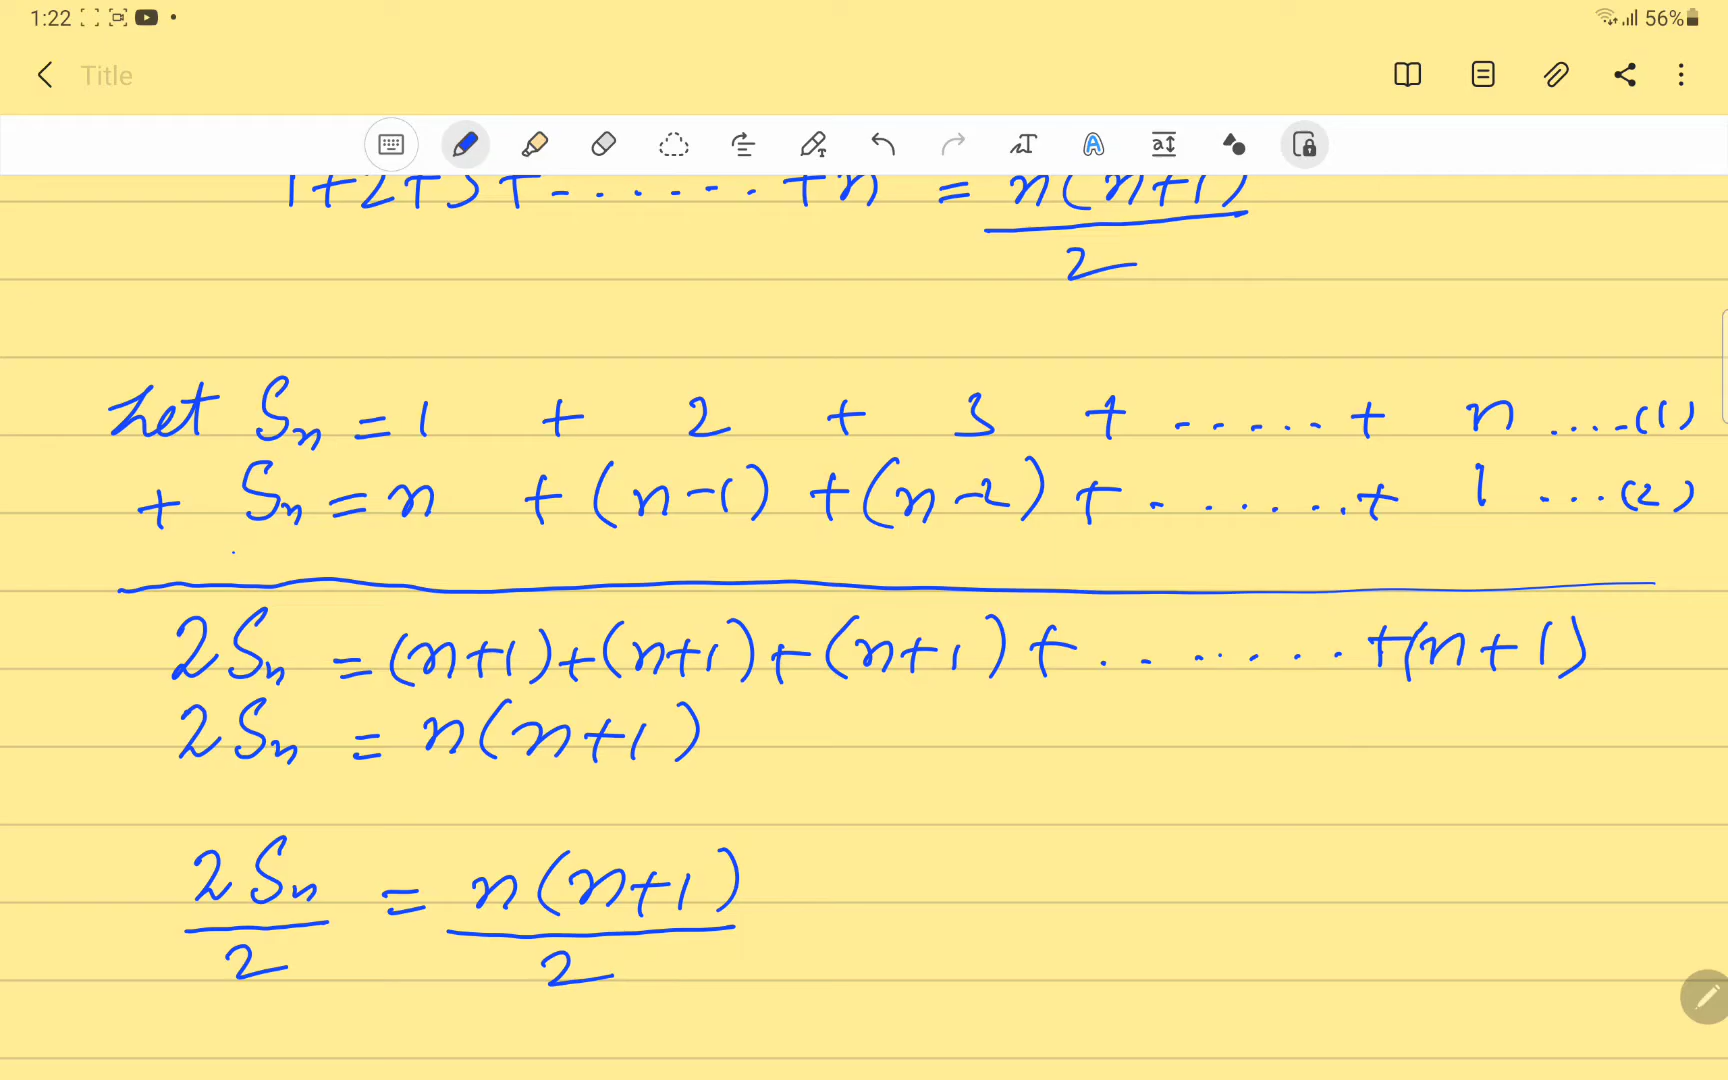 1:22 56%
Title
1+2+3+.......+n = n(n+1)
2
Let Sn = 1 + 2 + 3 + ......+ n ....(1)
+ Sn = n +(n-1) +(n-2) + .......+ 1 ...(2)
2Sn = (n+1)+(n+1)+(n+1)+........+(n+1)
2Sn = n(n+1)
2Sn = n(n+1)
2 2